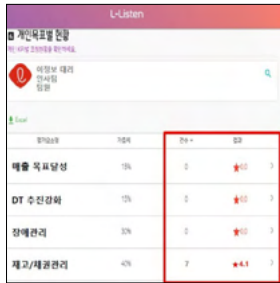 L-Listen
개인목표별 현황
이정보 대리
인사팀
팀원
Excel
평가요소명 가중치 건수 결과
매출 목표달성 15% 0 ★0.0
DT 추진강화 15% 0 ★0.0
장애관리 30% 0 ★0.0
재고/채권관리 40% 7 ★4.1